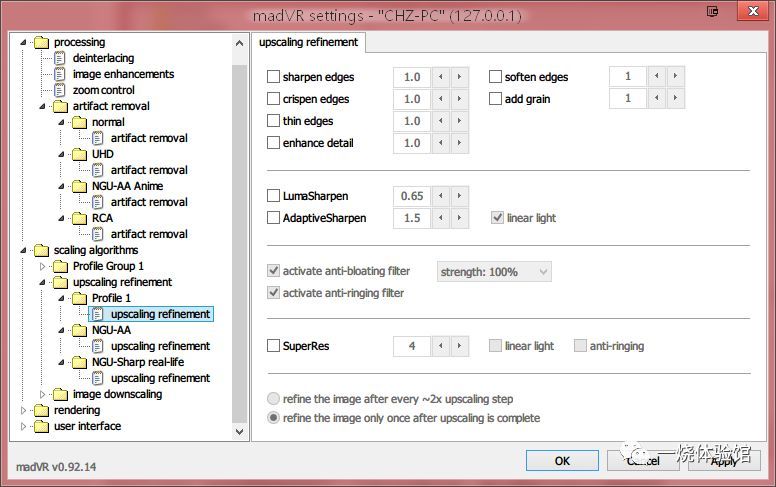 madVR settings - "CHZ-PC" (127.0.0.1)
processing
deinterlacing
image enhancements
zoom control
artifact removal
normal
artifact removal
UHD
artifact removal
NGU-AA Anime
artifact removal
RCA
artifact removal
scaling algorithms
Profile Group 1
upscaling refinement
Profile 1
upscaling refinement
NGU-AA
upscaling refinement
NGU-Sharp real-life
upscaling refinement
image downscaling
rendering
user interface
upscaling refinement
sharpen edges 1.0 soften edges 1
crispen edges 1.0 add grain 1
thin edges 1.0
enhance detail 1.0
LumaSharpen 0.65
AdaptiveSharpen 1.5 linear light
activate anti-bloating filter strength: 100%
activate anti-ringing filter
SuperRes 4 linear light anti-ringing
refine the image after every ~2x upscaling step
refine the image only once after upscaling is complete
madVR v0.92.14
OK Cancel Apply
一烧体验馆